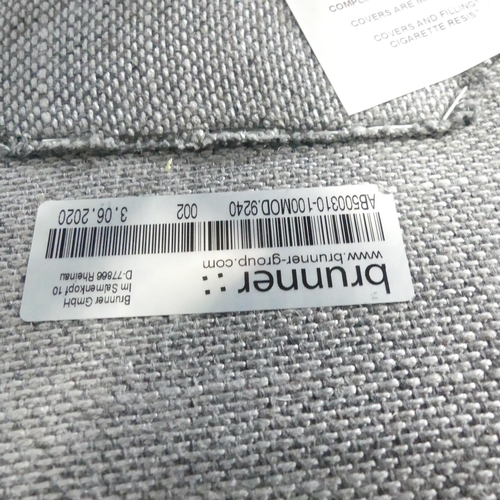 COVERS ARE M
COVERS AND FILLING
CIGARETTE RESIS
brunner::
www.brunner-group.com
Brunner GmbH
Im Salmenkopf 10
D-77866 Rheinau
AB500310-100MOD.9240 002 3.06.2020